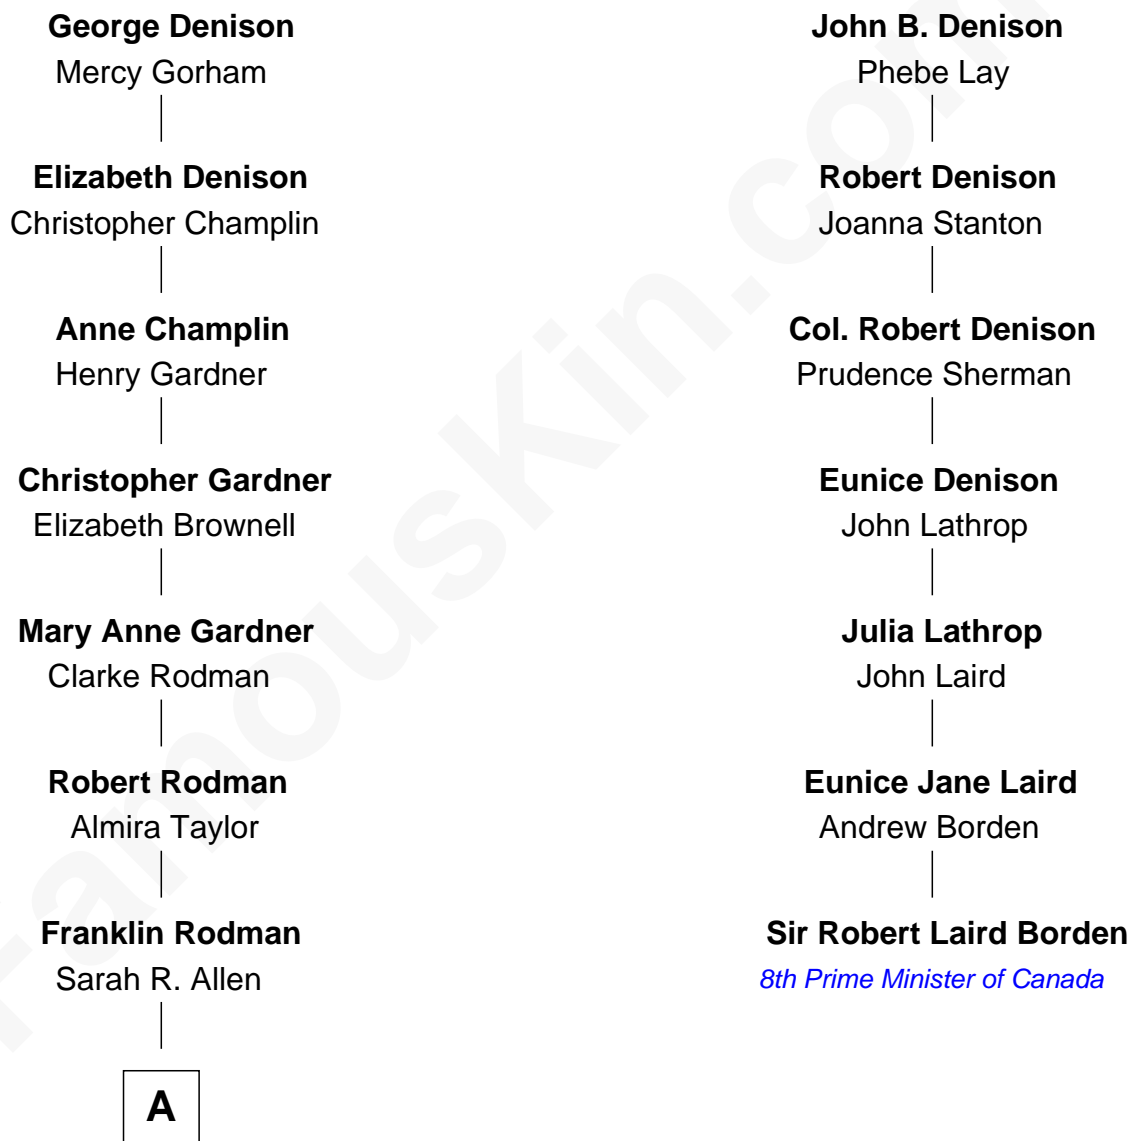 George Denison
Mercy Gorham
Elizabeth Denison
Christopher Champlin
Anne Champlin
Henry Gardner
Christopher Gardner
Elizabeth Brownell
Mary Anne Gardner
Clarke Rodman
Robert Rodman
Almira Taylor
Franklin Rodman
Sarah R. Allen
A
John B. Denison
Phebe Lay
Robert Denison
Joanna Stanton
Col. Robert Denison
Prudence Sherman
Eunice Denison
John Lathrop
Julia Lathrop
John Laird
Eunice Jane Laird
Andrew Borden
Sir Robert Laird Borden
8th Prime Minister of Canada
FamousKin.com